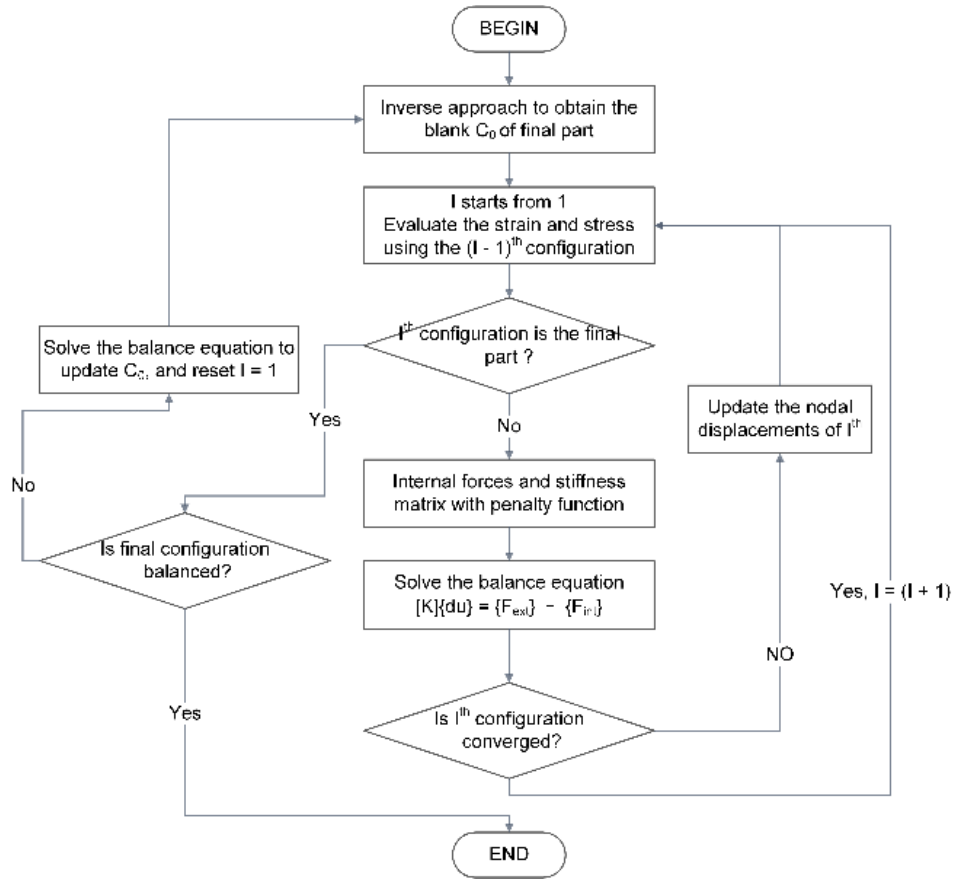 BEGIN
Inverse approach to obtain the
blank C₀ of final part
I starts from 1
Evaluate the strain and stress
using the (I - 1)ᵗʰ configuration
Iᵗʰ configuration is the final
part ?
Solve the balance equation to
update C₀, and reset I = 1
Yes
No
Update the nodal
displacements of Iᵗʰ
No
Internal forces and stiffness
matrix with penalty function
Is final configuration
balanced?
Solve the balance equation
[K]{du} = {Fₑₓₜ} - {Fᵢₙₜ}
Yes, I = (I + 1)
NO
Yes
Is Iᵗʰ configuration
converged?
END